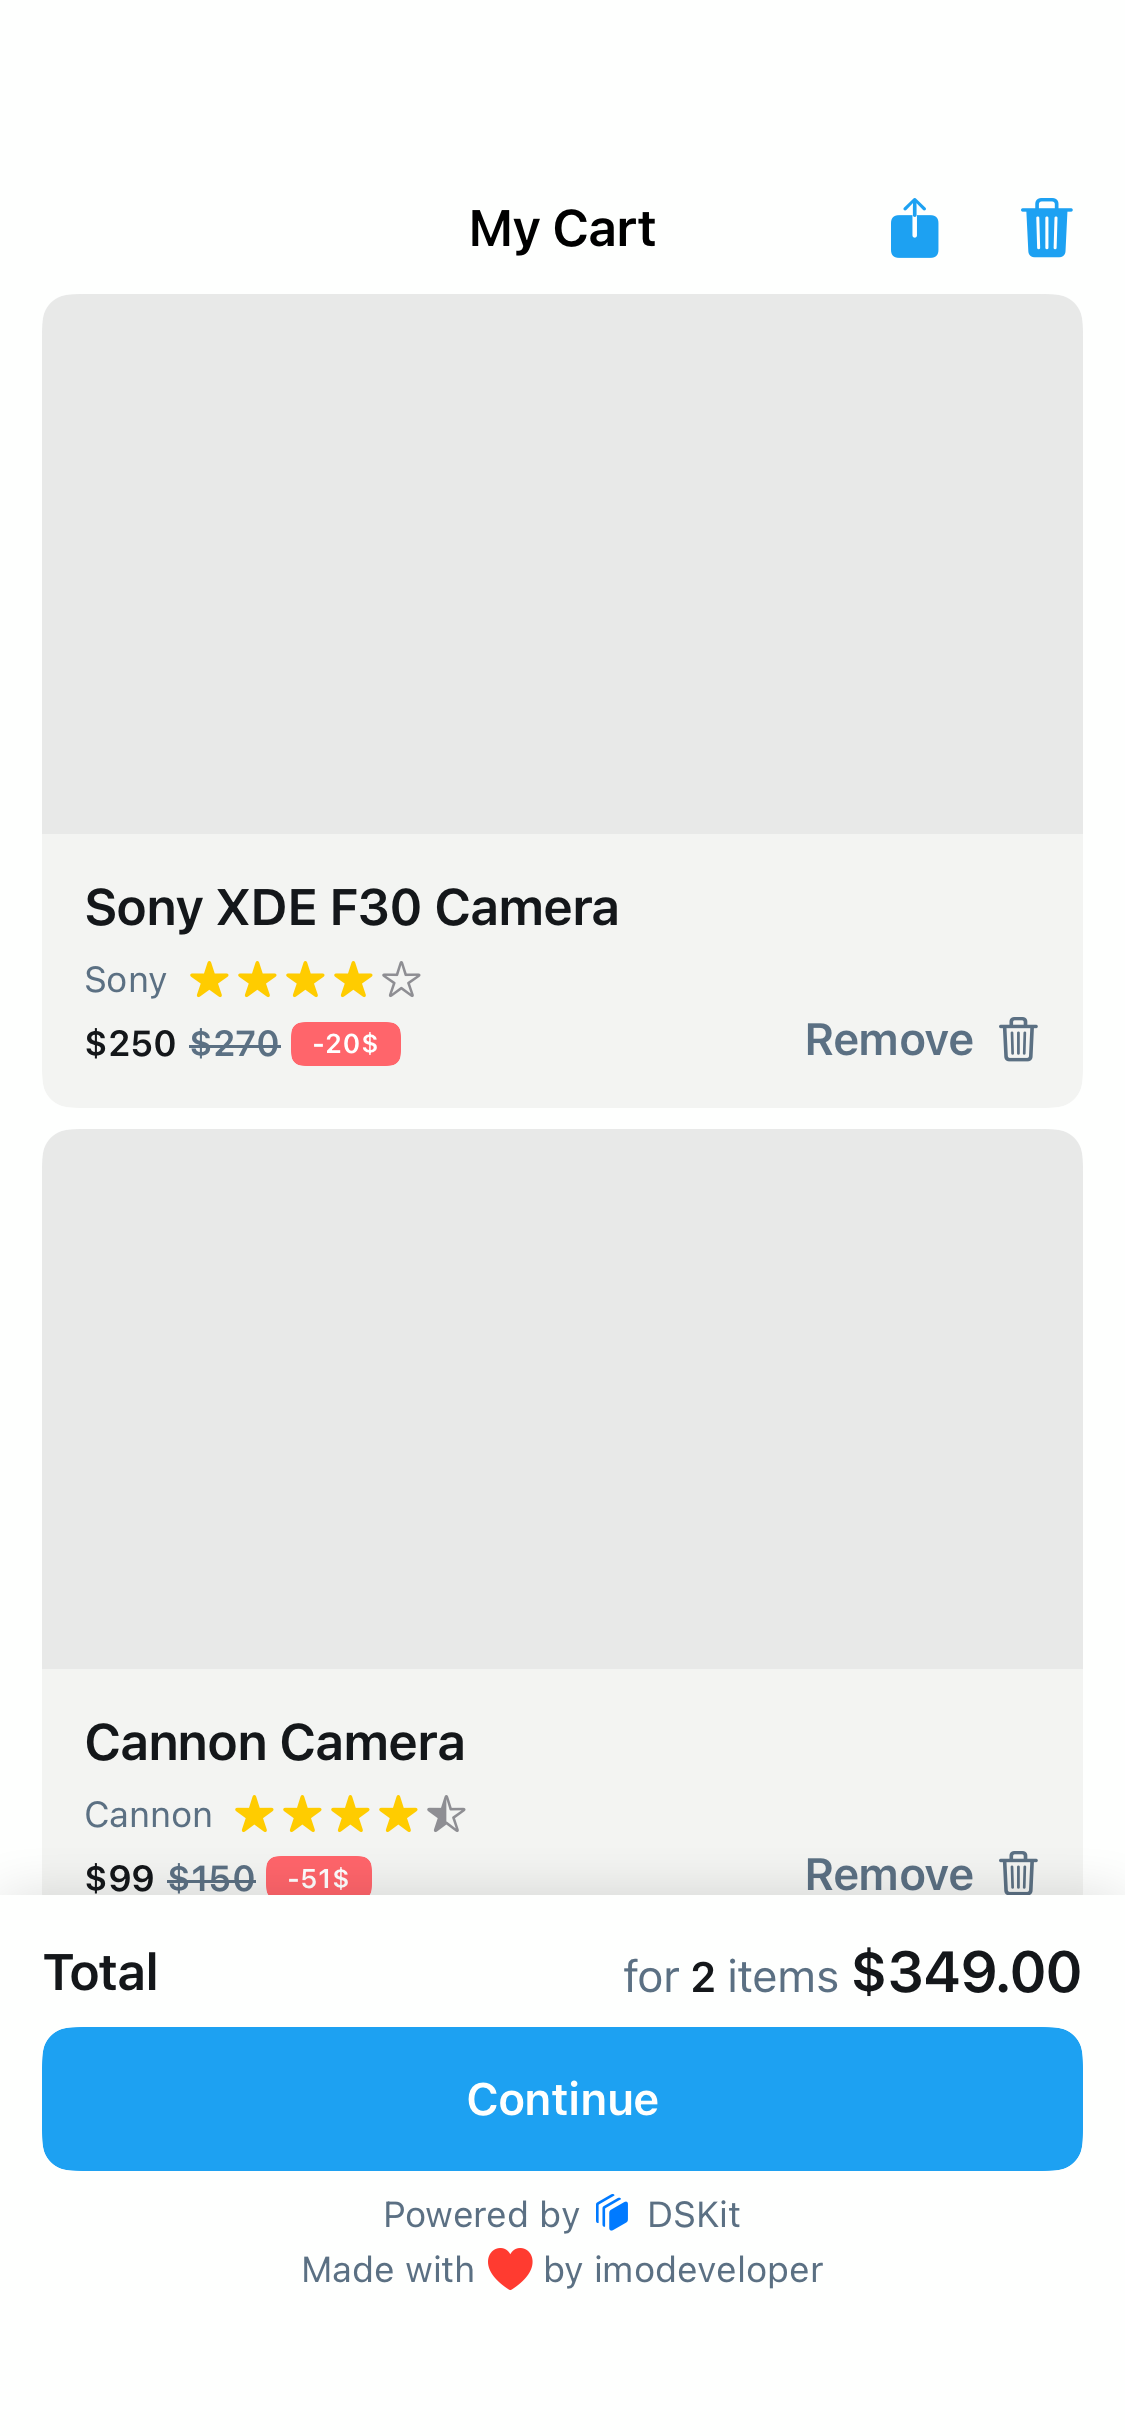 My Cart
Sony XDE F30 Camera
Sony
$250 $270 -20$ Remove
Cannon Camera
Cannon
$99 $150 -51$ Remove
Total for 2 items $349.00
Continue
Powered by DSKit
Made with ❤️ by imodeveloper